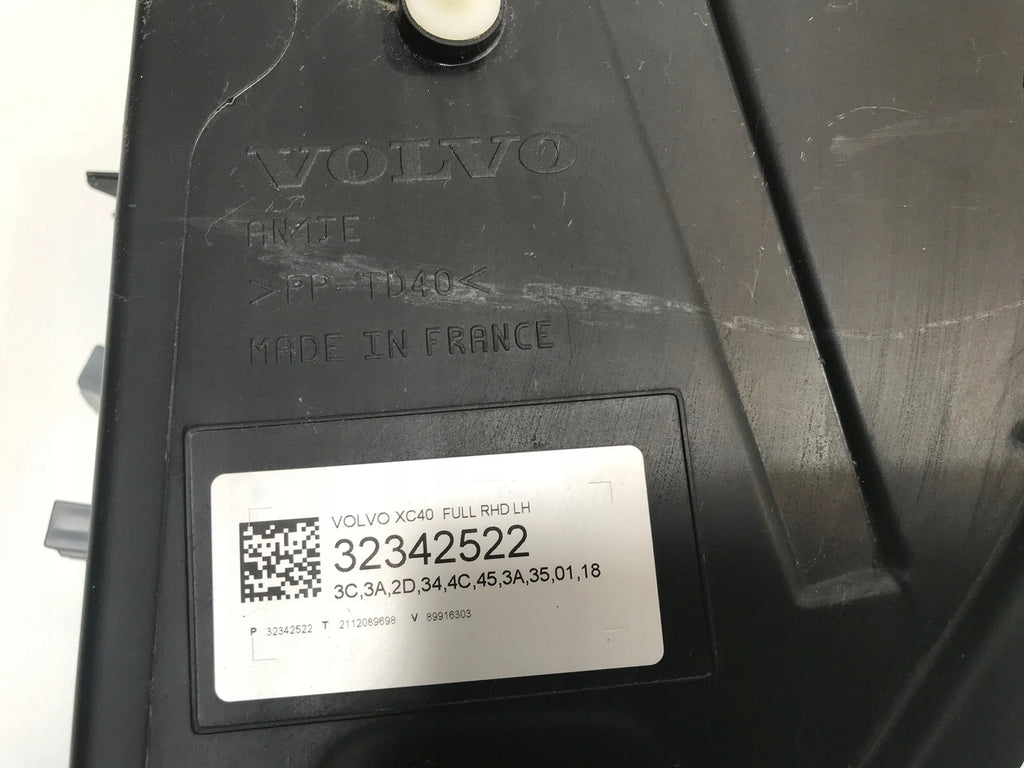 VOLVO
AN1JE
>PP-TD40<
MADE IN FRANCE
VOLVO XC40 FULL RHD LH
32342522
3C,3A,2D,34,4C,45,3A,35,01,18
P 32342522 T 2112089698 V 89916303